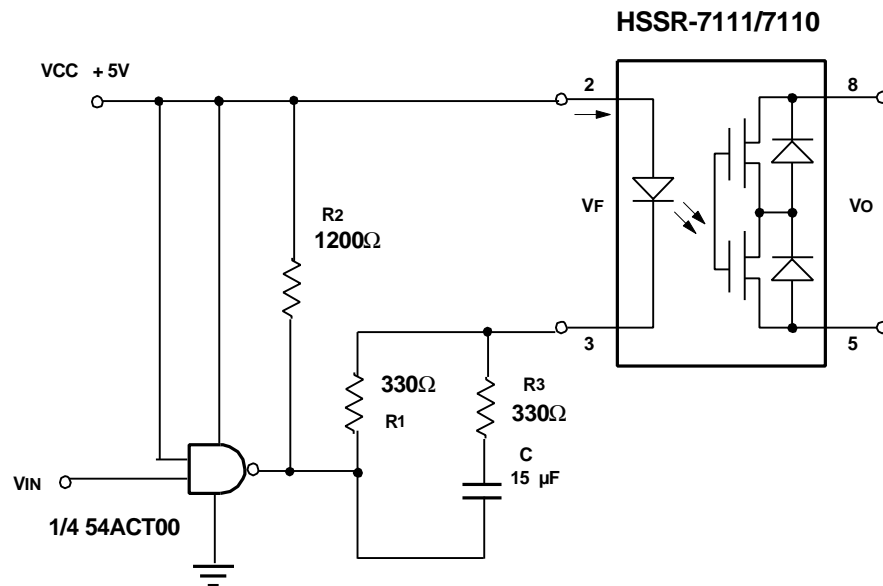 HSSR-7111/7110
VCC + 5V
2
8
R2
1200Ω
VF
VO
3
5
330Ω
R1
R3
330Ω
C
15 µF
VIN
1/4 54ACT00